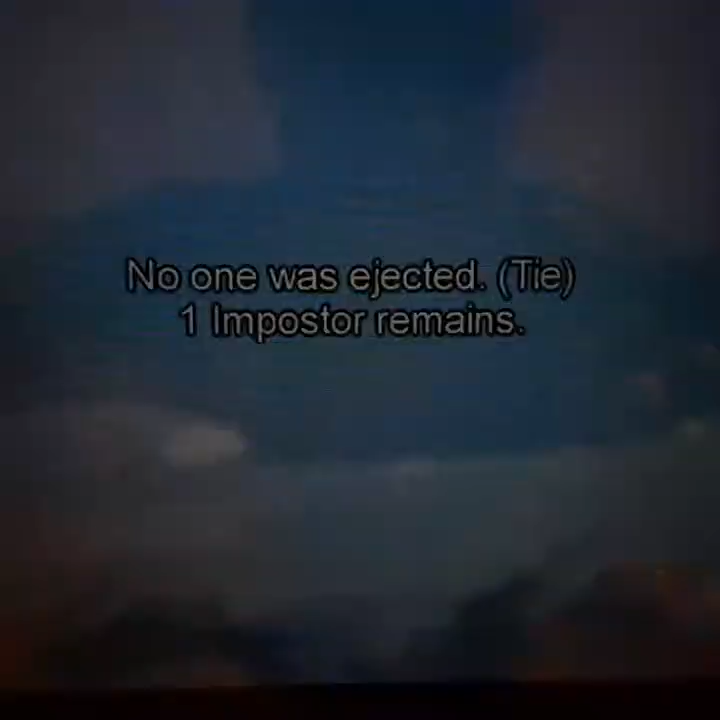 No one was ejected. (Tie)
1 Impostor remains.